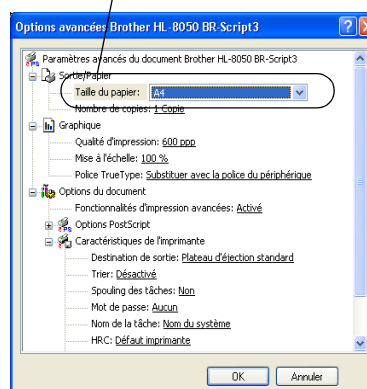 Options avancées Brother HL-8050 BR-Script3
Paramètres avancés du document Brother HL-8050 BR-Script3
Sortie/Papier
Taille du papier: A4
Nombre de copies: 1 Copie
Graphique
Qualité d'impression: 600 ppp
Mise à l'échelle: 100 %
Police TrueType: Substituer avec la police du périphérique
Options du document
Fonctionnalités d'impression avancées: Activé
Options PostScript
Caractéristiques de l'imprimante
Destination de sortie: Plateau d'éjection standard
Trier: Désactivé
Spouling des tâches: Non
Mot de passe: Aucun
Nom de la tâche: Nom du système
HRC: Défaut imprimante
OK Annuler